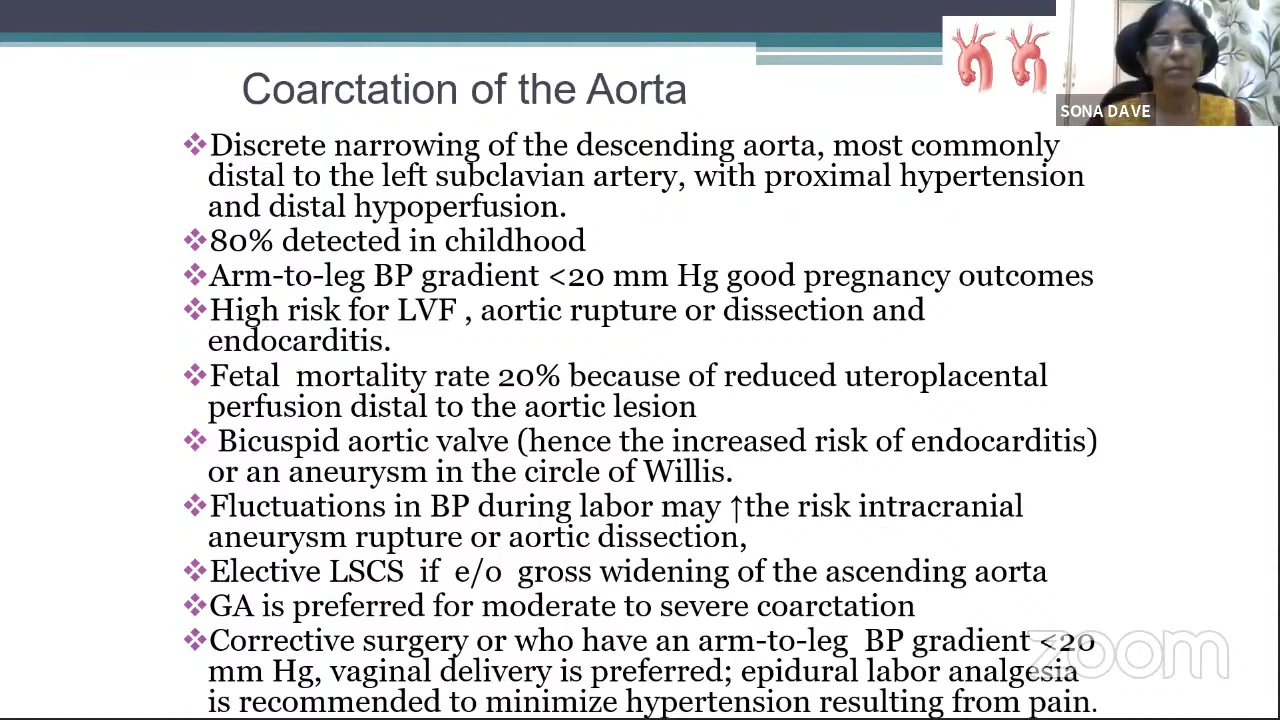 Coarctation of the Aorta
SONA DAVE
Discrete narrowing of the descending aorta, most commonly
distal to the left subclavian artery, with proximal hypertension
and distal hypoperfusion.
80% detected in childhood
Arm-to-leg BP gradient <20 mm Hg good pregnancy outcomes
High risk for LVF , aortic rupture or dissection and
endocarditis.
Fetal mortality rate 20% because of reduced uteroplacental
perfusion distal to the aortic lesion
Bicuspid aortic valve (hence the increased risk of endocarditis)
or an aneurysm in the circle of Willis.
Fluctuations in BP during labor may ↑the risk intracranial
aneurysm rupture or aortic dissection,
Elective LSCS if e/o gross widening of the ascending aorta
GA is preferred for moderate to severe coarctation
Corrective surgery or who have an arm-to-leg BP gradient <20
mm Hg, vaginal delivery is preferred; epidural labor analgesia
is recommended to minimize hypertension resulting from pain.
zoom